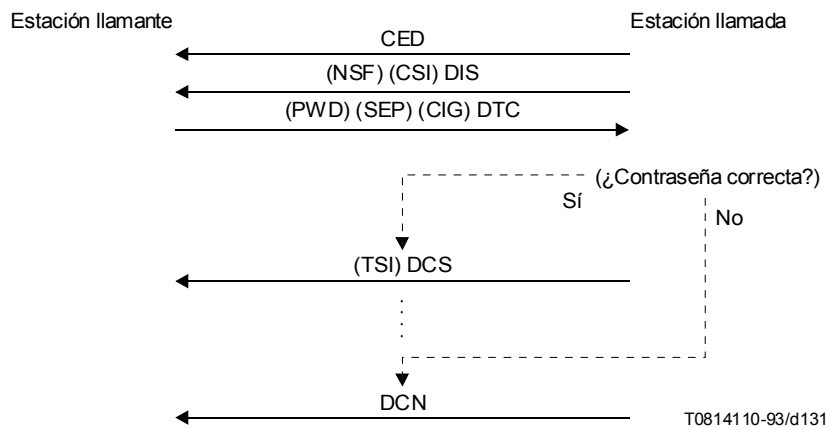 Estación llamante
Estación llamada
CED
(NSF) (CSI) DIS
(PWD) (SEP) (CIG) DTC
(¿Contraseña correcta?)
Sí
No
(TSI) DCS
DCN
T0814110-93/d131